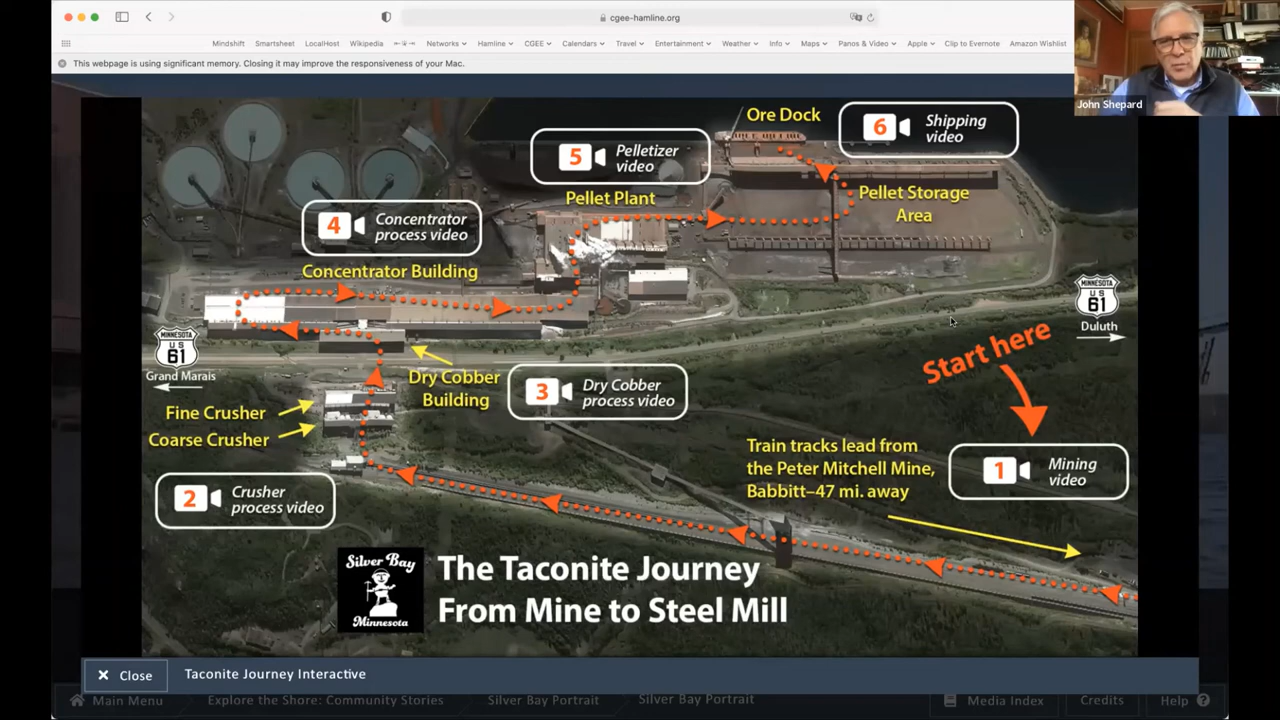 cgee-hamline.org
Mindshift Smartsheet LocalHost Wikipedia Networks Hamline CGEE Calendars Travel Entertainment Weather Info Maps Panos & Video Apple Clip to Evernote Amazon Wishlist
This webpage is using significant memory. Closing it may improve the responsiveness of your Mac.
John Shepard
Ore Dock
6 Shipping
video
5 Pelletizer
video
Pellet Plant
Pellet Storage
Area
4 Concentrator
process video
Concentrator Building
MINNESOTA
US
61
Grand Marais
MINNESOTA
US
61
Duluth
Start here
Dry Cobber
Building
3 Dry Cobber
process video
Fine Crusher
Coarse Crusher
Train tracks lead from
the Peter Mitchell Mine,
Babbitt–47 mi. away
1 Mining
video
2 Crusher
process video
Silver Bay
Minnesota
The Taconite Journey
From Mine to Steel Mill
Close Taconite Journey Interactive
Main Menu Explore the Shore: Community Stories Silver Bay Portrait Silver Bay Portrait Media Index Credits Help ?